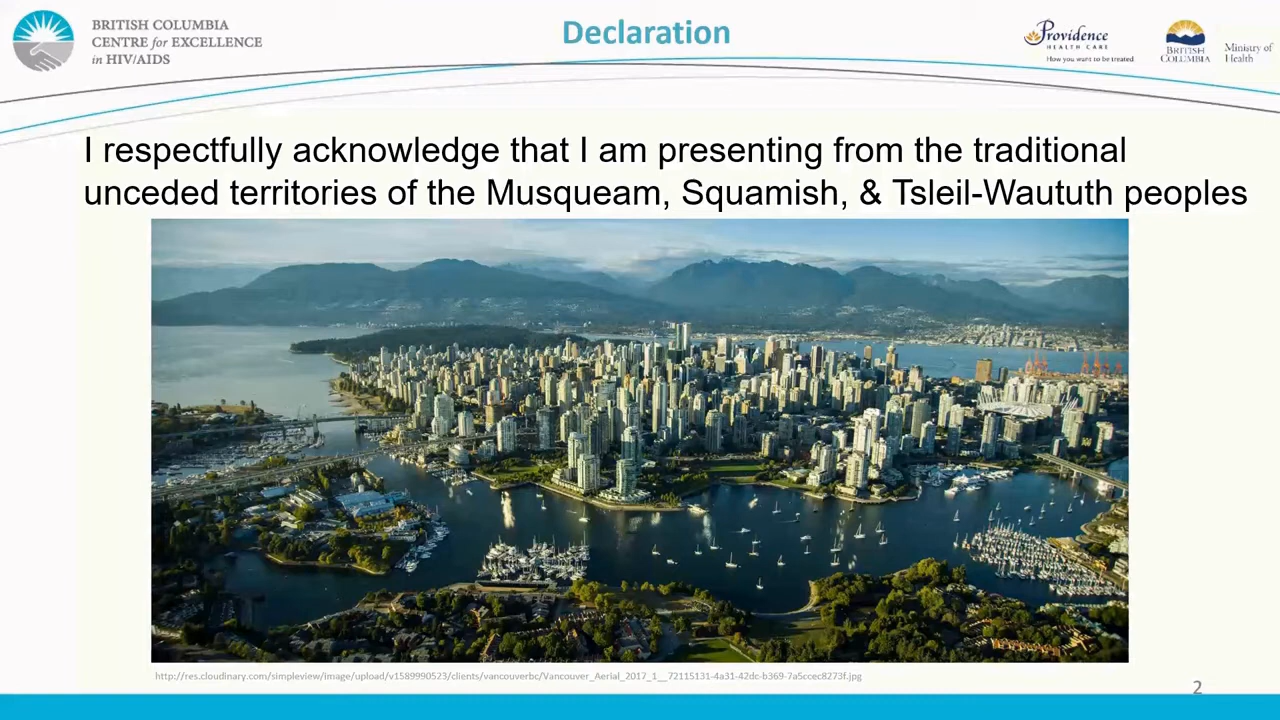 BRITISH COLUMBIA
CENTRE for EXCELLENCE
in HIV/AIDS
Declaration
Providence
HEALTH CARE
How you want to be treated
BRITISH
COLUMBIA
Ministry of
Health
I respectfully acknowledge that I am presenting from the traditional
unceded territories of the Musqueam, Squamish, & Tsleil-Waututh peoples
http://res.cloudinary.com/simpleview/image/upload/v1589990523/clients/vancouverbc/Vancouver_Aerial_2017_1__72115131-4a31-42dc-b369-7a5ccec8273f.jpg
2